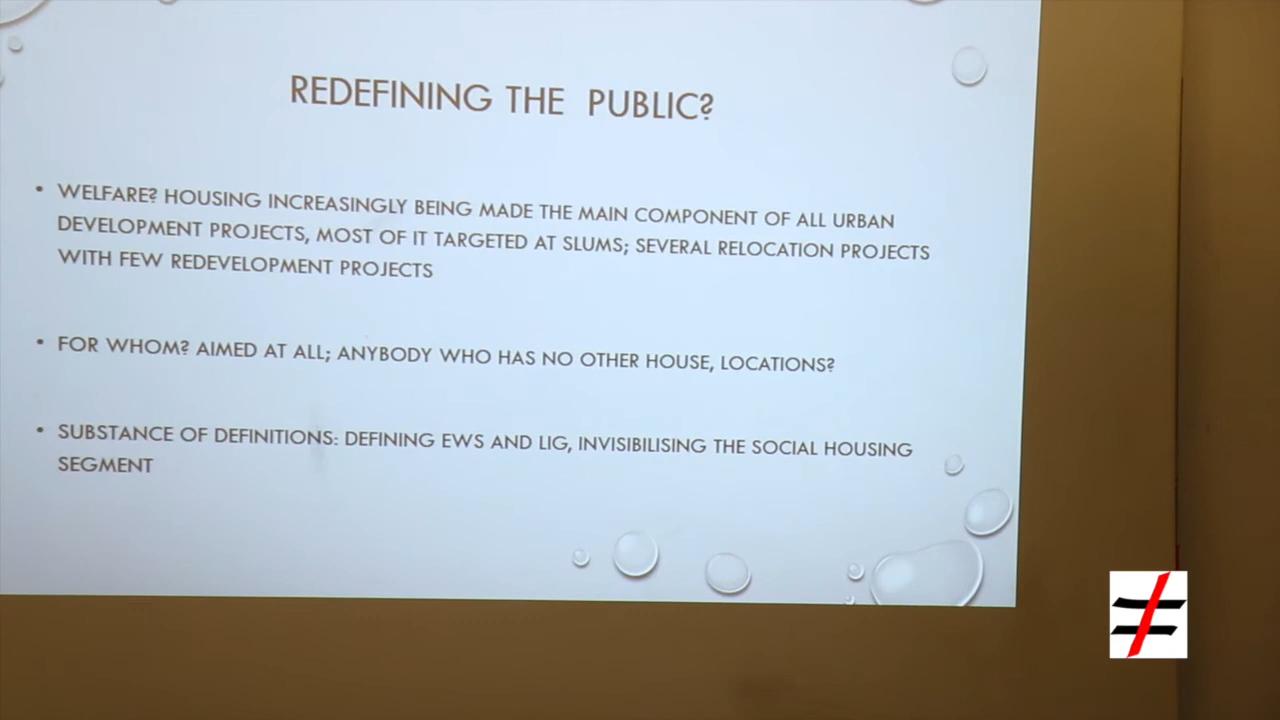 REDEFINING THE PUBLIC?
• WELFARE? HOUSING INCREASINGLY BEING MADE THE MAIN COMPONENT OF ALL URBAN
DEVELOPMENT PROJECTS, MOST OF IT TARGETED AT SLUMS; SEVERAL RELOCATION PROJECTS
WITH FEW REDEVELOPMENT PROJECTS
• FOR WHOM? AIMED AT ALL; ANYBODY WHO HAS NO OTHER HOUSE, LOCATIONS?
• SUBSTANCE OF DEFINITIONS: DEFINING EWS AND LIG, INVISIBILISING THE SOCIAL HOUSING
SEGMENT